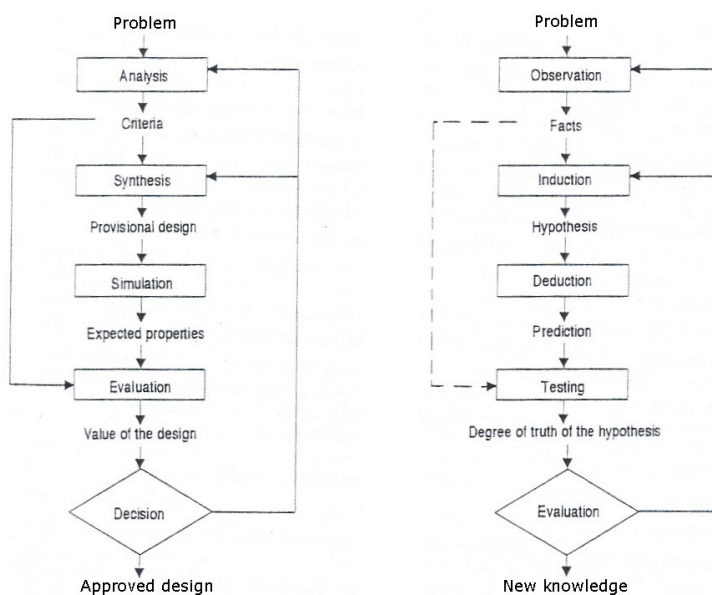 Problem
Analysis
Criteria
Synthesis
Provisional design
Simulation
Expected properties
Evaluation
Value of the design
Decision
Approved design
Problem
Observation
Facts
Induction
Hypothesis
Deduction
Prediction
Testing
Degree of truth of the hypothesis
Evaluation
New knowledge